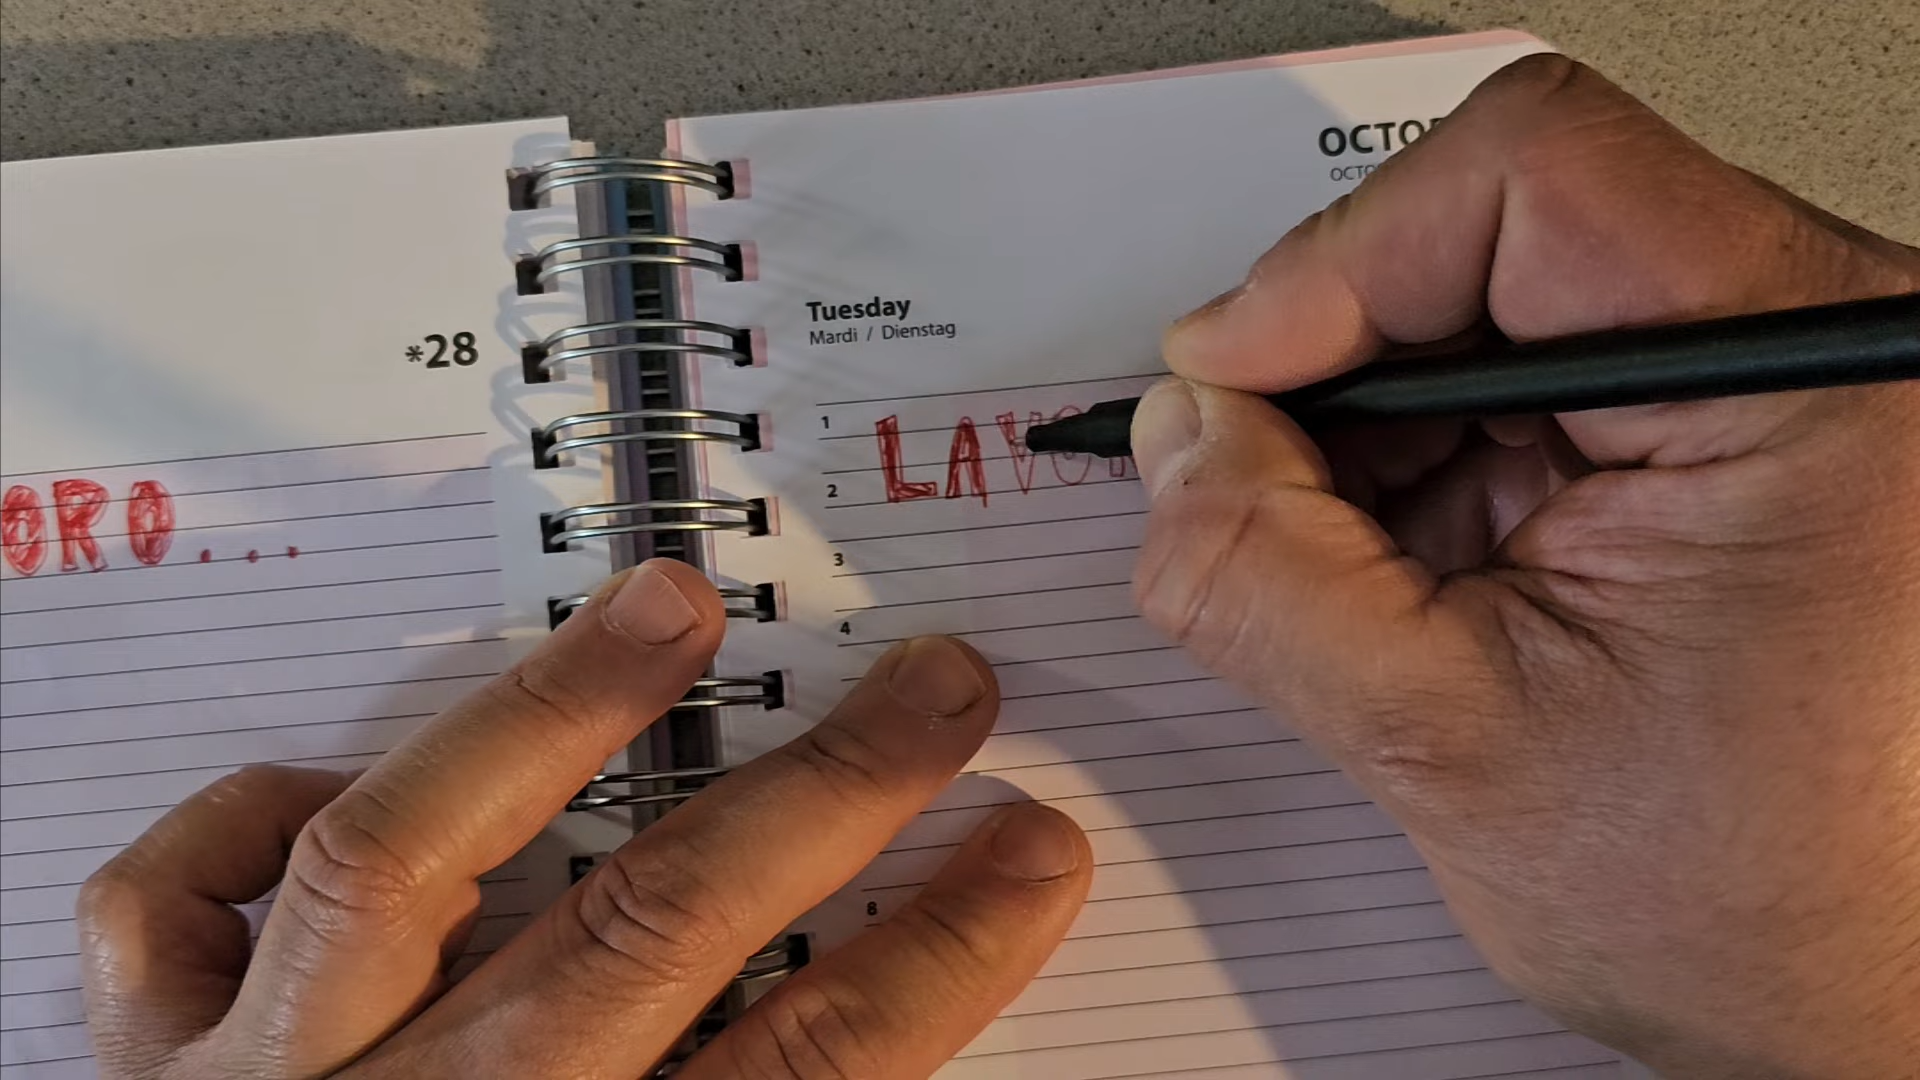 *28
ORO...
OCTO
OCTO
Tuesday
Mardi / Dienstag
1
LAVO
2
3
4
8